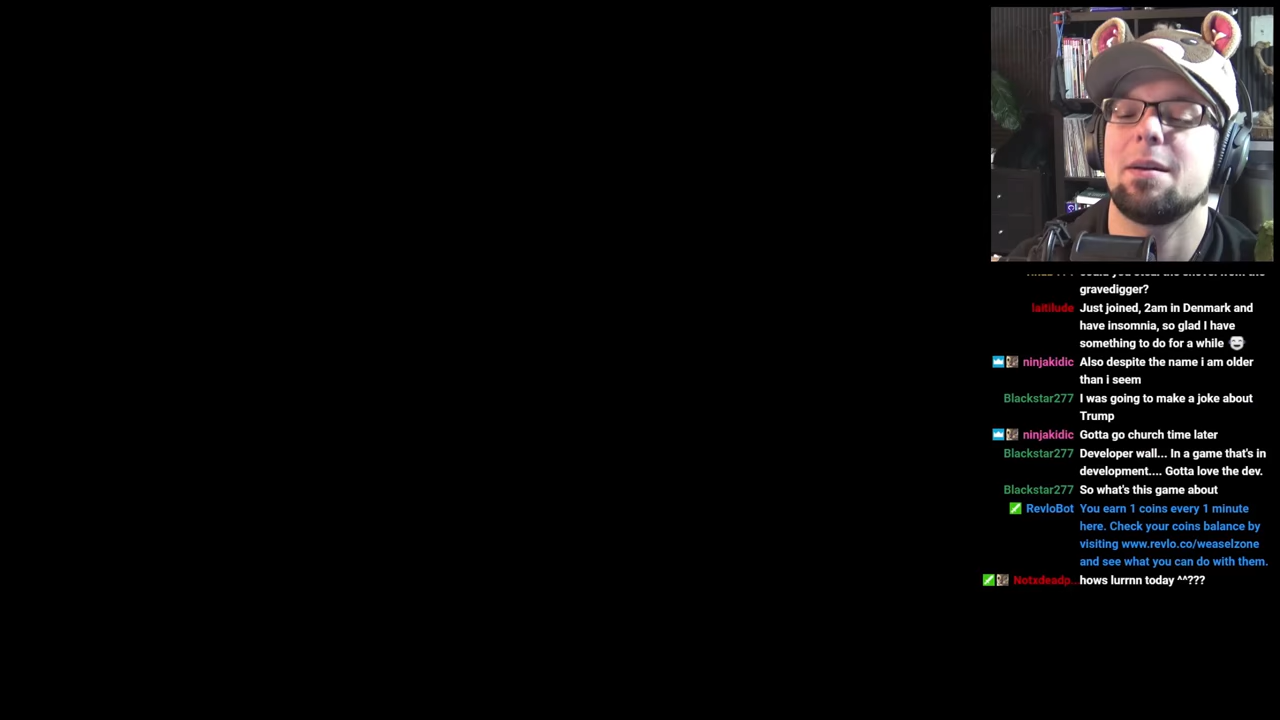 gravedigger?
laitilude Just joined, 2am in Denmark and
have insomnia, so glad I have
something to do for a while
ninjakidic Also despite the name i am older
than i seem
Blackstar277 I was going to make a joke about
Trump
ninjakidic Gotta go church time later
Blackstar277 Developer wall... In a game that's in
development.... Gotta love the dev.
Blackstar277 So what's this game about
RevloBot You earn 1 coins every 1 minute
here. Check your coins balance by
visiting www.revlo.co/weaselzone
and see what you can do with them.
Notxdeadp... hows lurrnn today ^^???